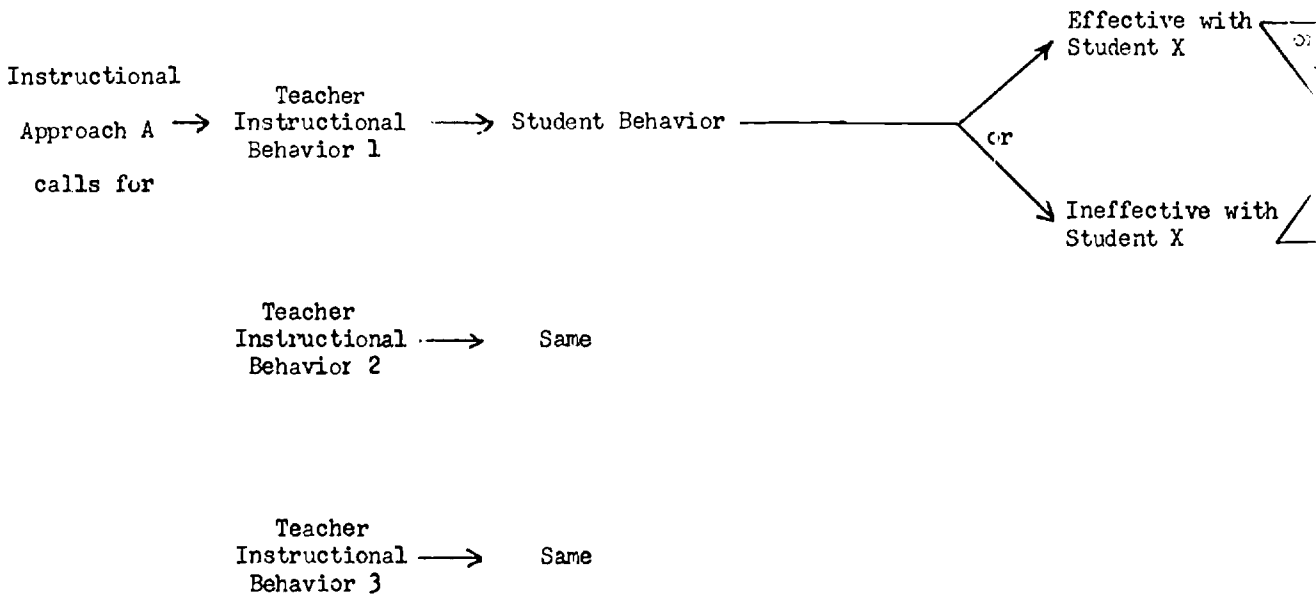 Effective with
Student X
or
Instructional
Approach A
calls for
Teacher
Instructional
Behavior 1
Student Behavior
or
Ineffective with
Student X
Teacher
Instructional
Behavior 2
Same
Teacher
Instructional
Behavior 3
Same